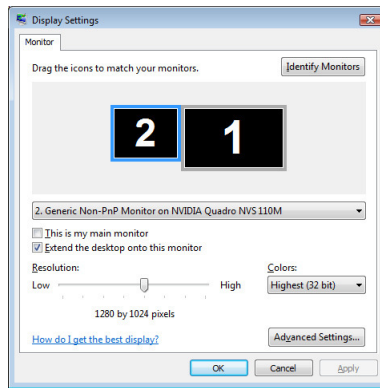 Display Settings
Monitor
Drag the icons to match your monitors.
Identify Monitors
2
1
2. Generic Non-PnP Monitor on NVIDIA Quadro NVS 110M
This is my main monitor
Extend the desktop onto this monitor
Resolution:
Colors:
Low
High
Highest (32 bit)
1280 by 1024 pixels
How do I get the best display?
Advanced Settings...
OK
Cancel
Apply